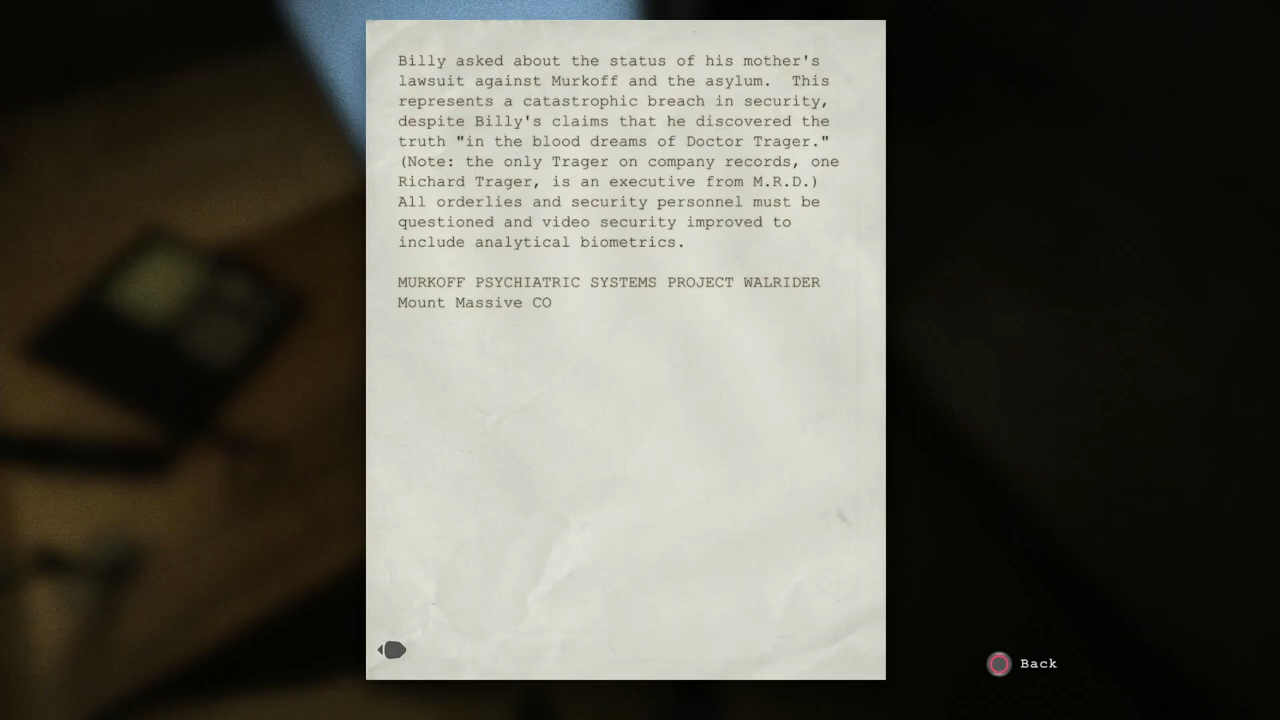 Billy asked about the status of his mother's
lawsuit against Murkoff and the asylum.  This
represents a catastrophic breach in security,
despite Billy's claims that he discovered the
truth "in the blood dreams of Doctor Trager."
(Note: the only Trager on company records, one
Richard Trager, is an executive from M.R.D.)
All orderlies and security personnel must be
questioned and video security improved to
include analytical biometrics.

MURKOFF PSYCHIATRIC SYSTEMS PROJECT WALRIDER
Mount Massive CO
Back